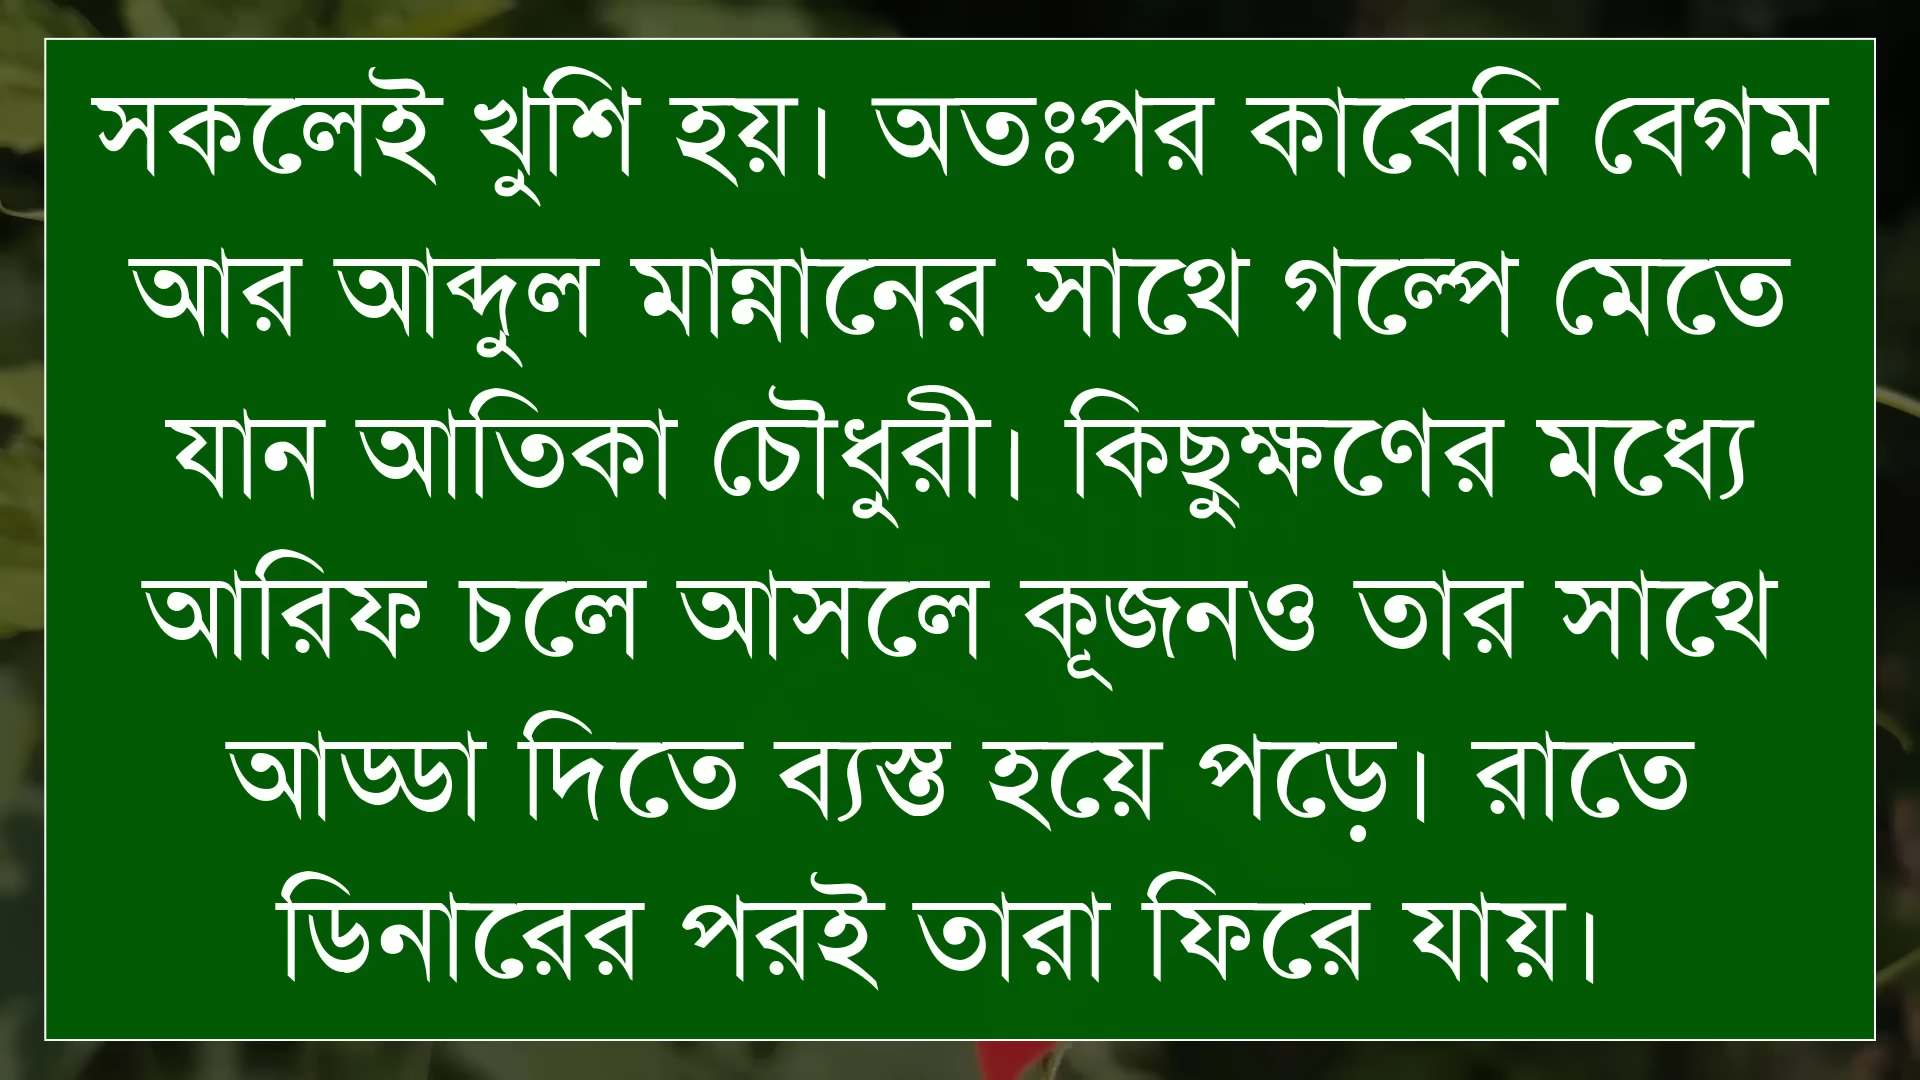 সকলেই খুশি হয়। অতঃপর কাবেরি বেগম
আর আব্দুল মান্নানের সাথে গল্পে মেতে
যান আতিকা চৌধুরী। কিছুক্ষণের মধ্যে
আরিফ চলে আসলে কূজনও তার সাথে
আড্ডা দিতে ব্যস্ত হয়ে পড়ে। রাতে
ডিনারের পরই তারা ফিরে যায়।